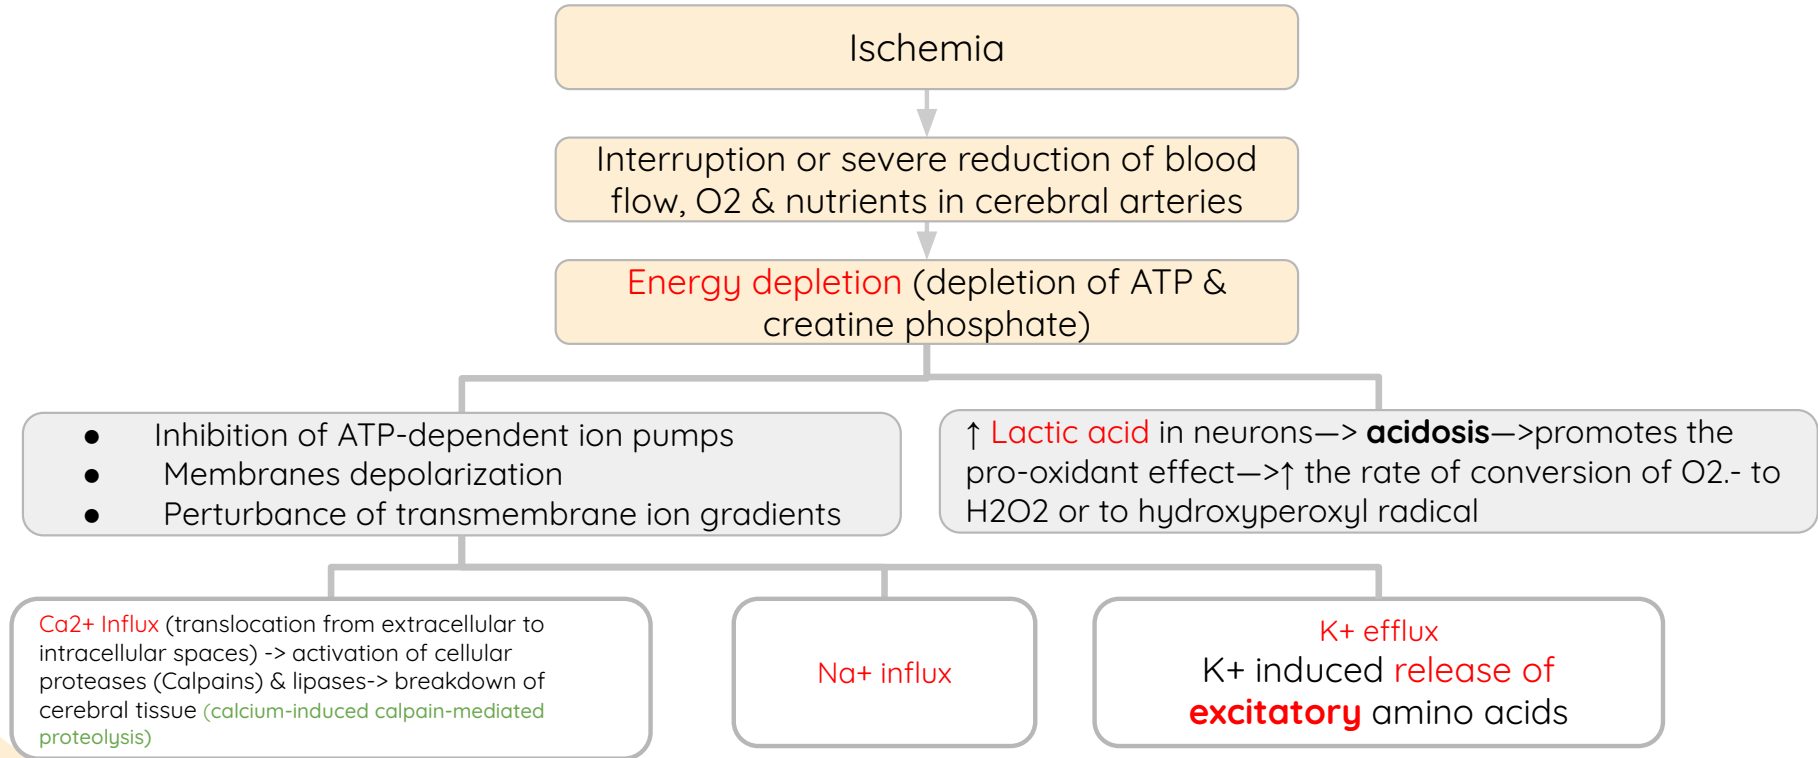 Ischemia
Interruption or severe reduction of blood
flow, O2 & nutrients in cerebral arteries
Energy depletion (depletion of ATP &
creatine phosphate)
● Inhibition of ATP-dependent ion pumps
● Membranes depolarization
● Perturbance of transmembrane ion gradients
↑ Lactic acid in neurons—> acidosis—>promotes the
pro-oxidant effect—>↑ the rate of conversion of O2.- to
H2O2 or to hydroxyperoxyl radical
Ca2+ Influx (translocation from extracellular to
intracellular spaces) -> activation of cellular
proteases (Calpains) & lipases-> breakdown of
cerebral tissue (calcium-induced calpain-mediated
proteolysis)
Na+ influx
K+ efflux
K+ induced release of
excitatory amino acids